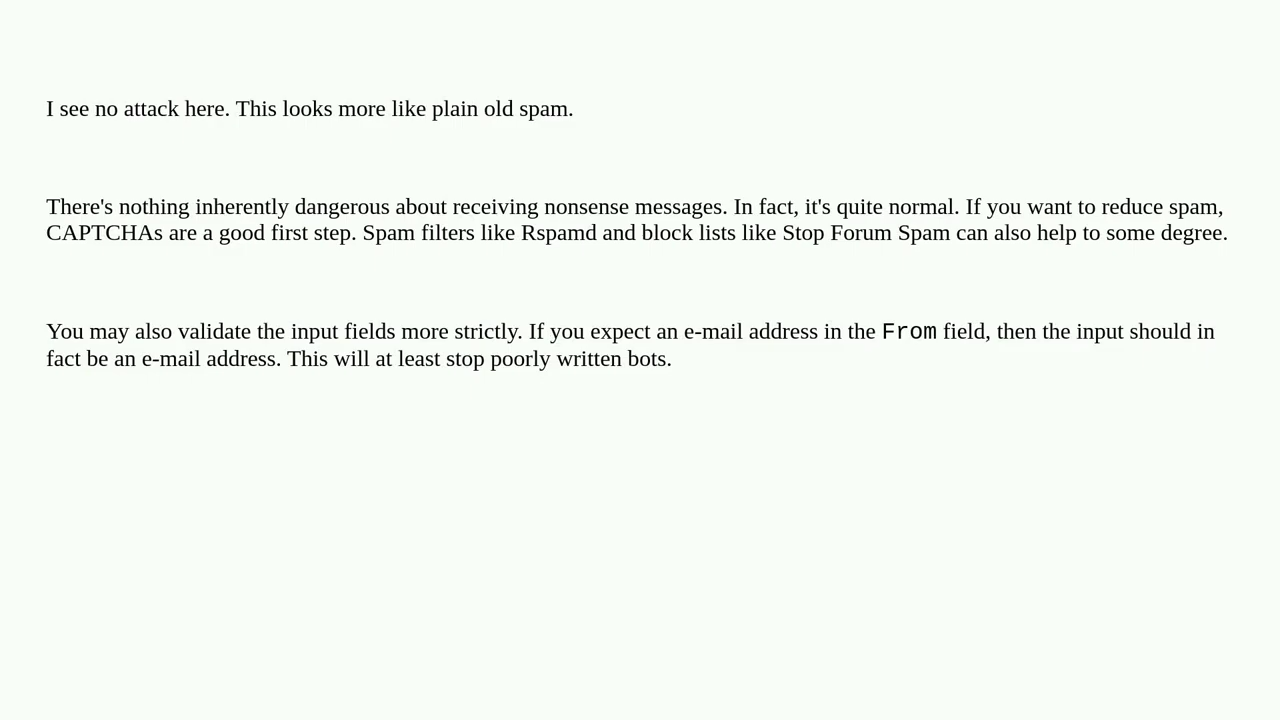 I see no attack here. This looks more like plain old spam.
There's nothing inherently dangerous about receiving nonsense messages. In fact, it's quite normal. If you want to reduce spam,
CAPTCHAs are a good first step. Spam filters like Rspamd and block lists like Stop Forum Spam can also help to some degree.
You may also validate the input fields more strictly. If you expect an e-mail address in the From field, then the input should in
fact be an e-mail address. This will at least stop poorly written bots.